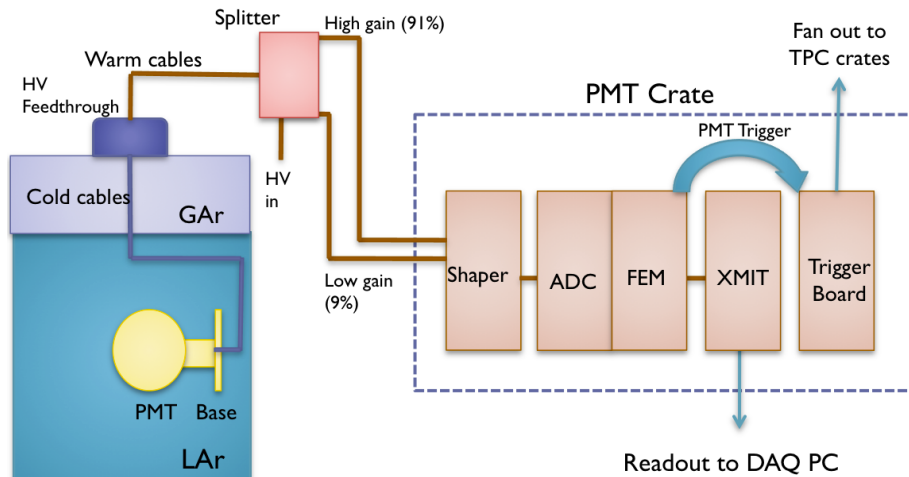 Splitter
High gain (91%)
Fan out to
TPC crates
Warm cables
HV
Feedthrough
PMT Crate
PMT Trigger
HV
in
Cold cables
GAr
Low gain
(9%)
Shaper
ADC
FEM
XMIT
Trigger
Board
PMT
Base
LAr
Readout to DAQ PC